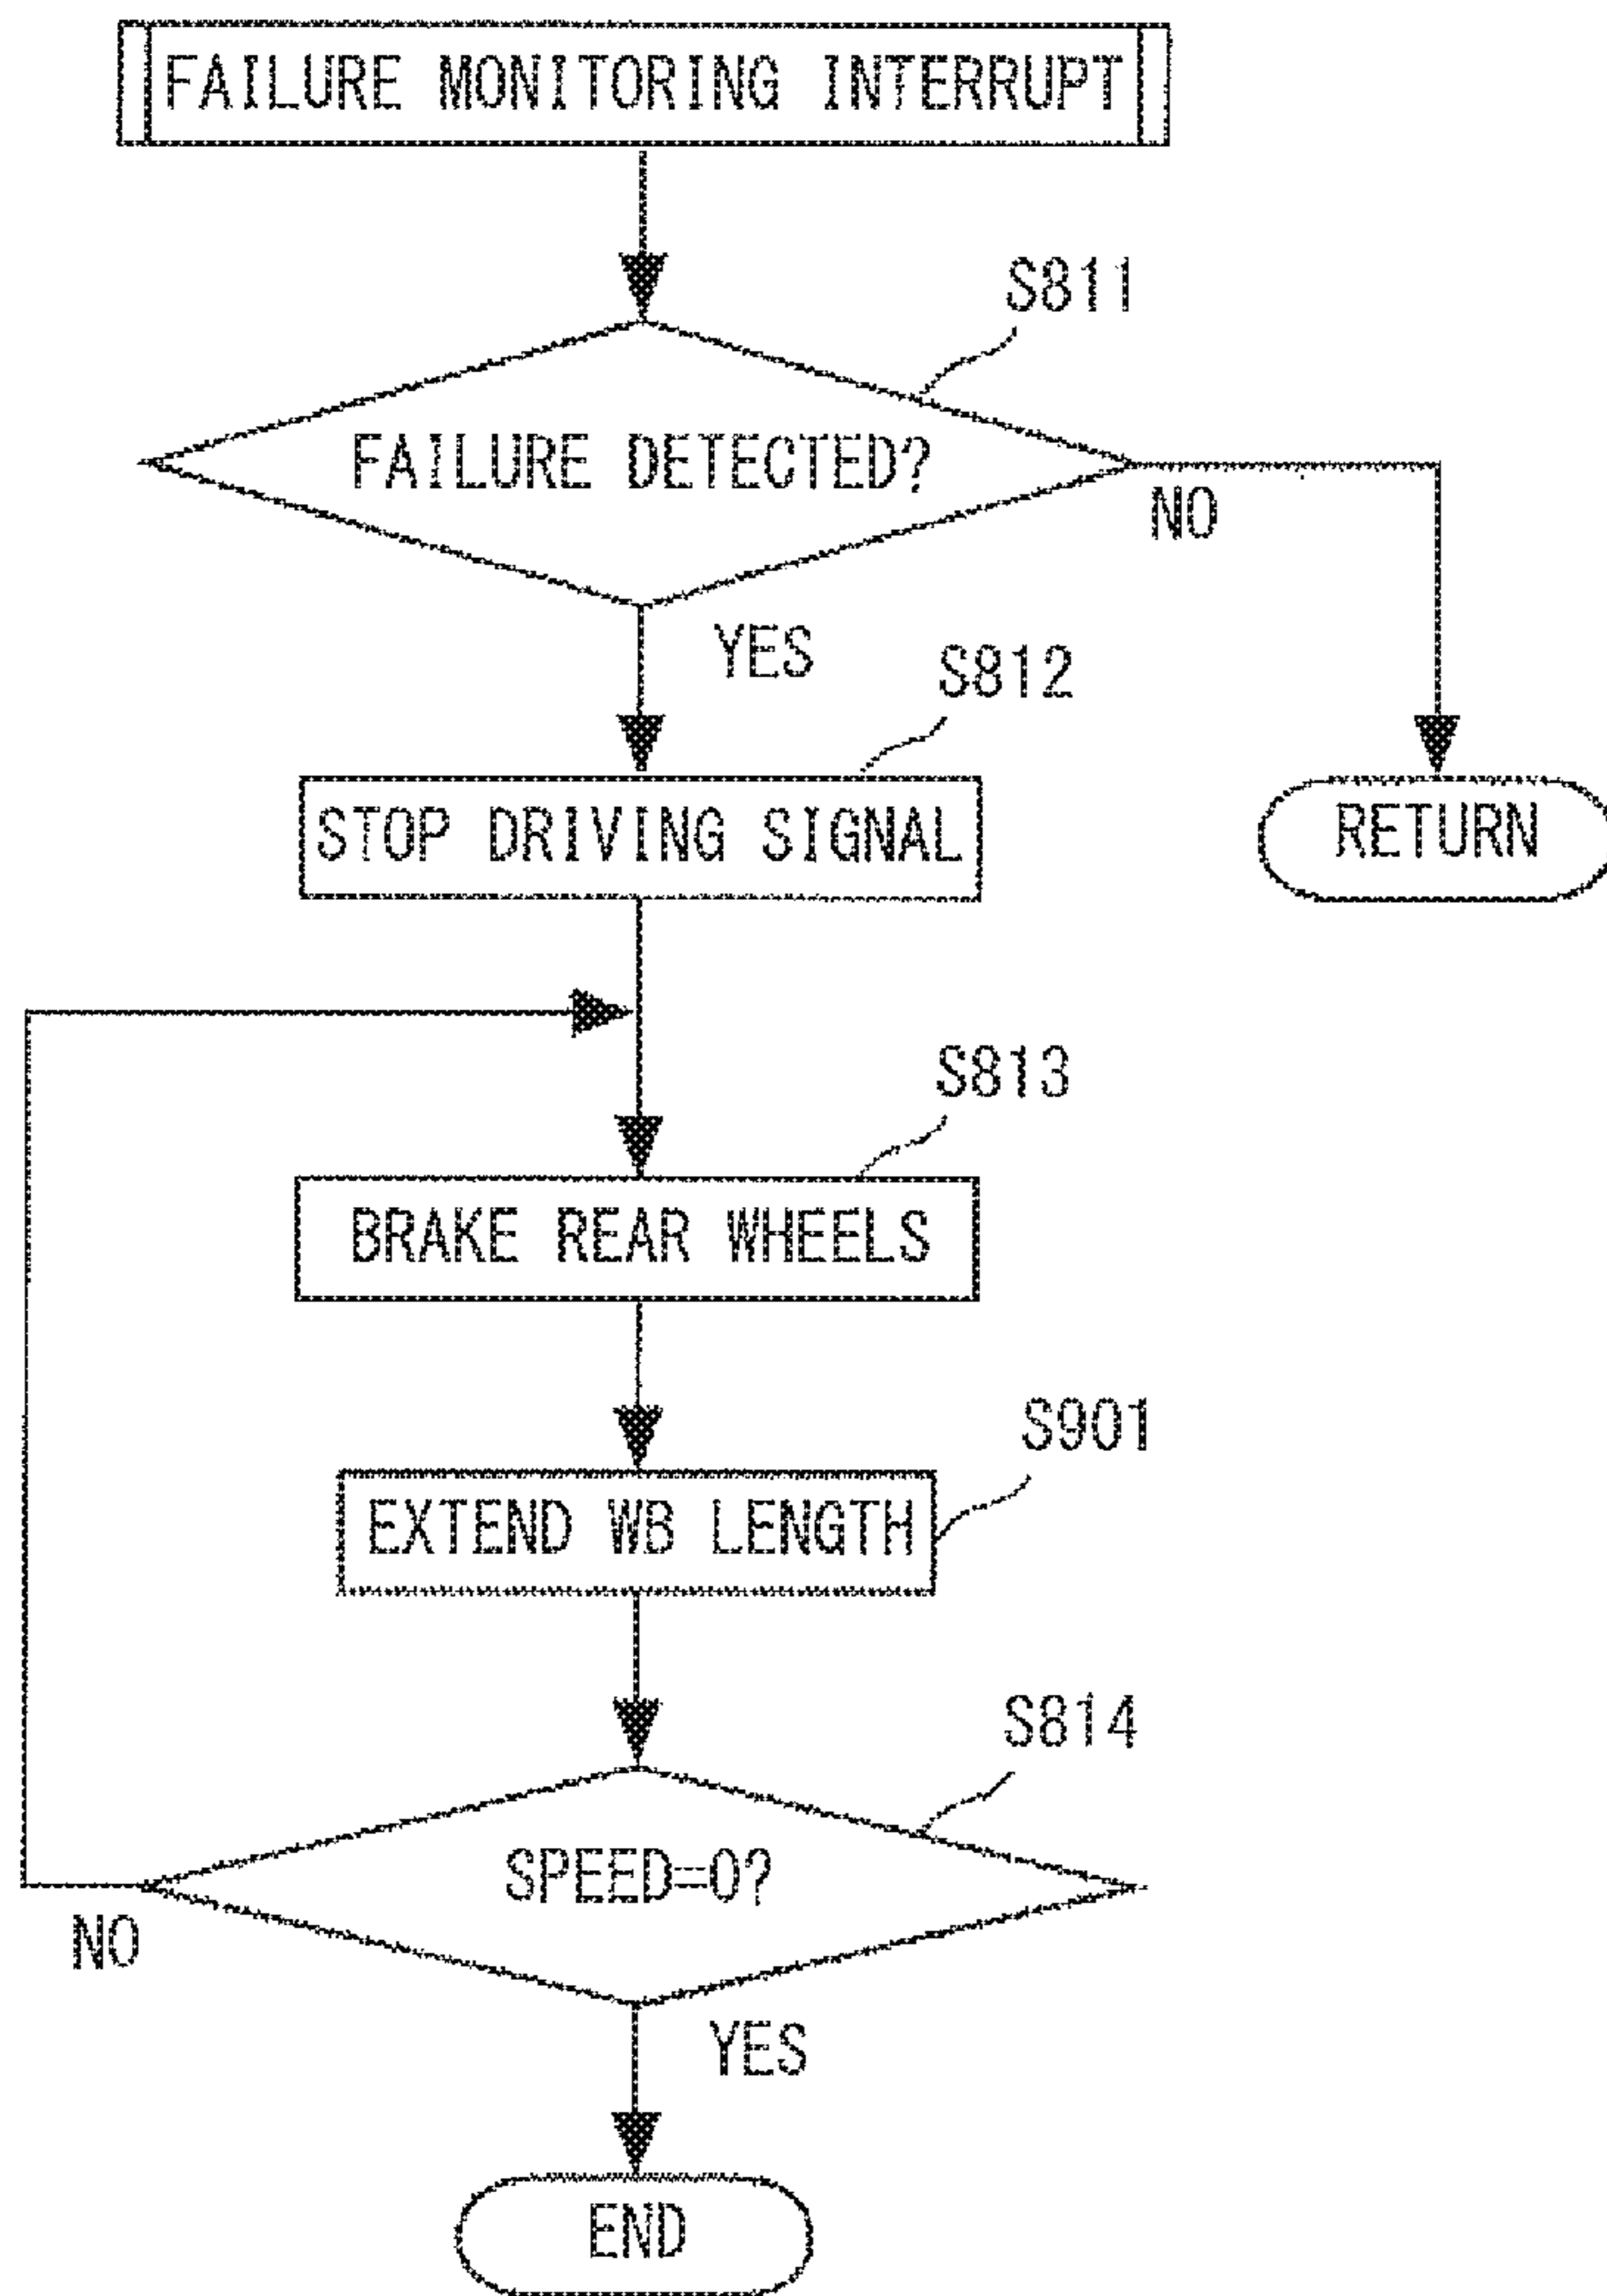 FAILURE MONITORING INTERRUPT
S811
FAILURE DETECTED?
NO
YES
S812
STOP DRIVING SIGNAL
RETURN
S813
BRAKE REAR WHEELS
S901
EXTEND WB LENGTH
S814
SPEED=0?
NO
YES
END